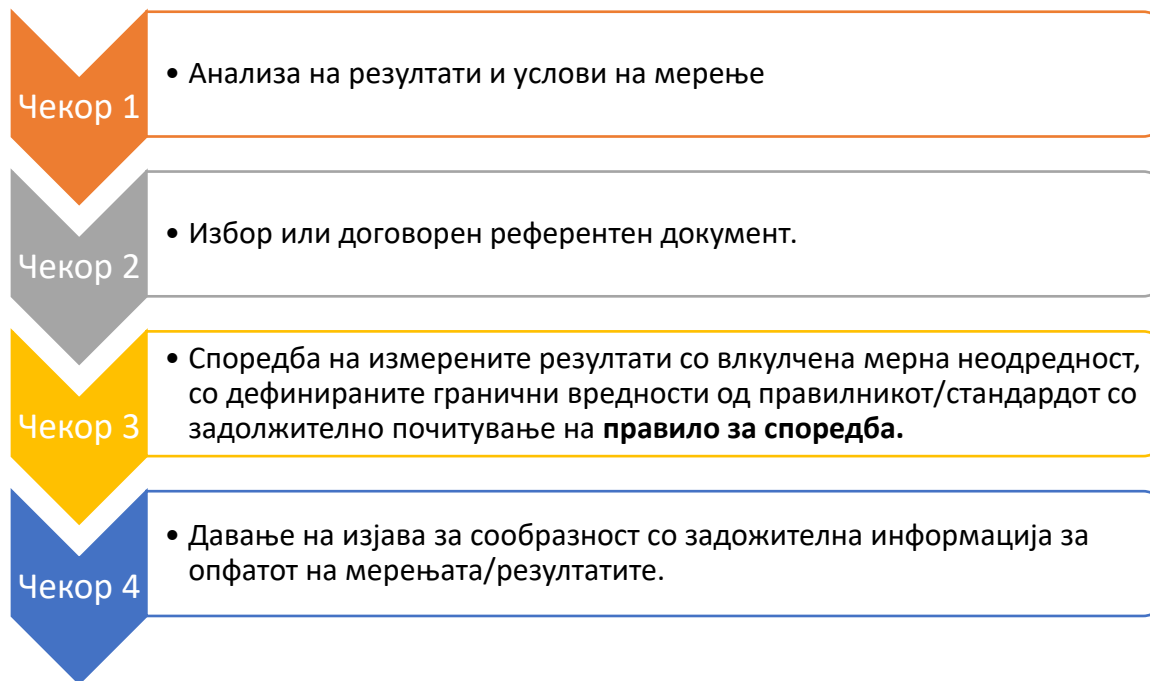 Чекор 1
• Анализа на резултати и услови на мерење
Чекор 2
• Избор или договорен референтен документ.
Чекор 3
• Споредба на измерените резултати со влкулчена мерна неодредност,
со дефинираните гранични вредности од правилникот/стандардот со
задолжително почитување на правило за споредба.
Чекор 4
• Давање на изјава за сообразност со задожителна информација за
опфатот на мерењата/резултатите.